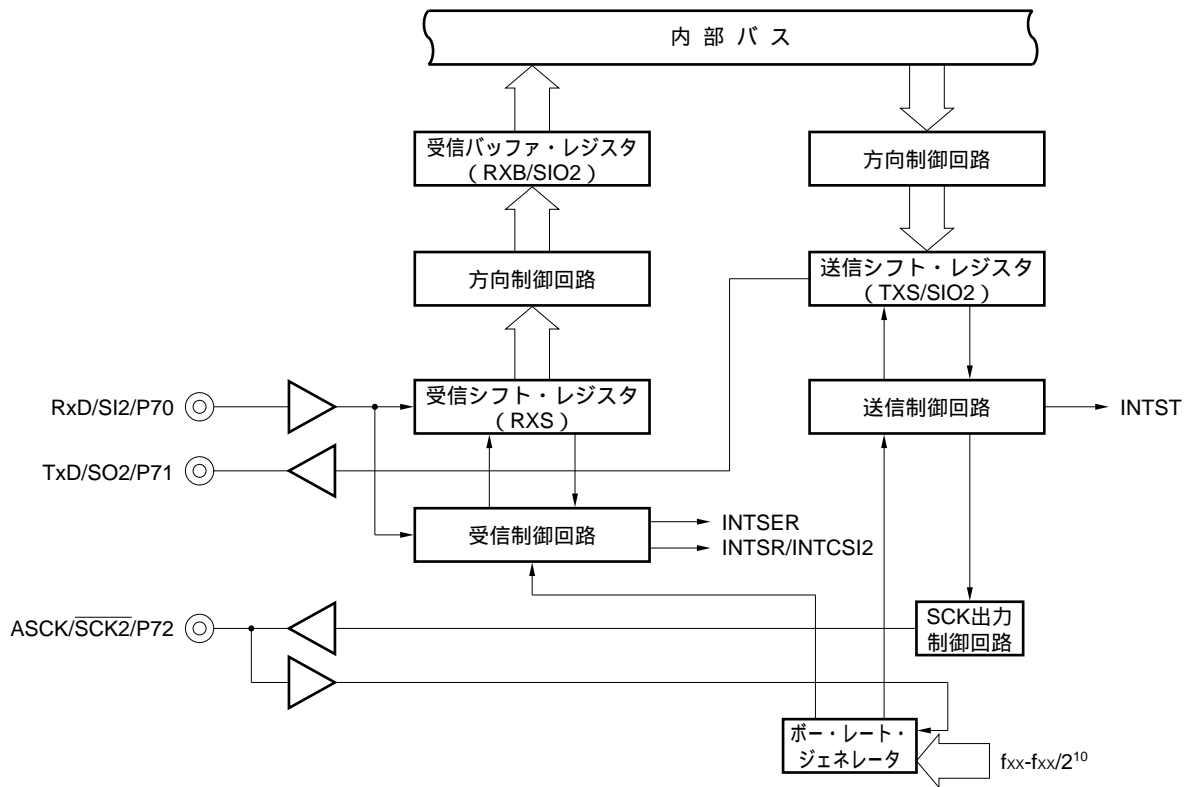 内部バス
受信バッファ・レジスタ
（RXB/SIO2）
方向制御回路
方向制御回路
送信シフト・レジスタ
（TXS/SIO2）
RxD/SI2/P70
受信シフト・レジスタ
（RXS）
送信制御回路
INTST
TxD/SO2/P71
受信制御回路
INTSER
INTSR/INTCSI2
ASCK/S̅C̅K̅2̅/P72
SCK出力
制御回路
ボー・レート・
ジェネレータ
fxx-fxx/2¹⁰